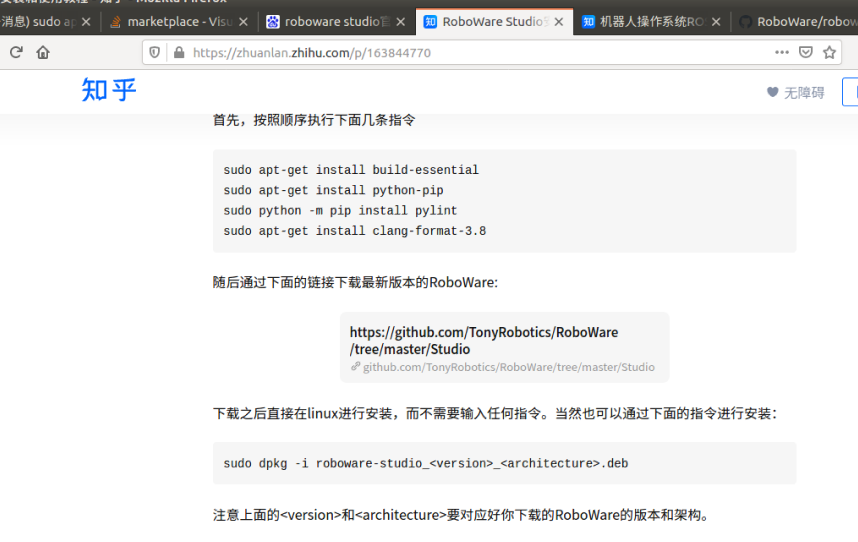 消息) sudo ap
marketplace - Visu
roboware studio官
RoboWare Studio安
机器人操作系统RO
RoboWare/robow
https://zhuanlan.zhihu.com/p/163844770
知乎
无障碍
首先，按照顺序执行下面几条指令
sudo apt-get install build-essential
sudo apt-get install python-pip
sudo python -m pip install pylint
sudo apt-get install clang-format-3.8
随后通过下面的链接下载最新版本的RoboWare:
https://github.com/TonyRobotics/RoboWare
/tree/master/Studio
github.com/TonyRobotics/RoboWare/tree/master/Studio
下载之后直接在linux进行安装，而不需要输入任何指令。当然也可以通过下面的指令进行安装：
sudo dpkg -i roboware-studio_<version>_<architecture>.deb
注意上面的<version>和<architecture>要对应好你下载的RoboWare的版本和架构。